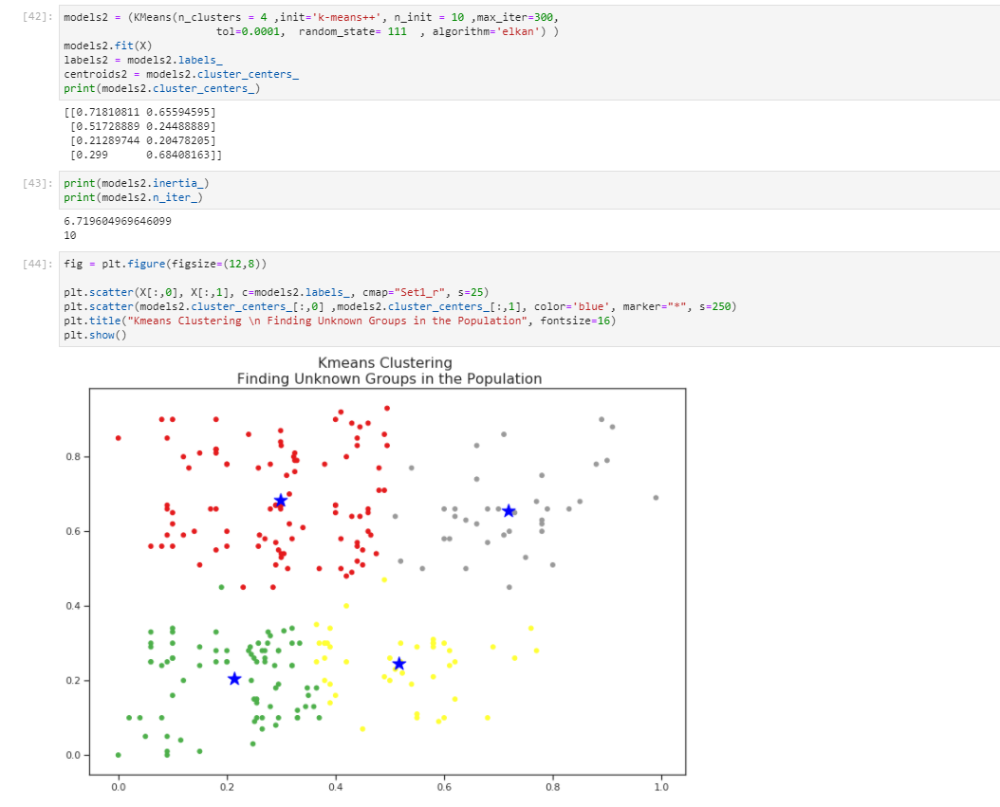 [42]: models2 = (KMeans(n_clusters = 4 ,init='k-means++', n_init = 10 ,max_iter=300,
tol=0.0001,  random_state= 111  , algorithm='elkan') )
models2.fit(X)
labels2 = models2.labels_
centroids2 = models2.cluster_centers_
print(models2.cluster_centers_)
[[0.71810811 0.65594595]
[0.51728889 0.24488889]
[0.21289744 0.20478205]
[0.299      0.68408163]]
[43]: print(models2.inertia_)
print(models2.n_iter_)
6.719604969646099
10
[44]: fig = plt.figure(figsize=(12,8))
plt.scatter(X[:,0], X[:,1], c=models2.labels_, cmap="Set1_r", s=25)
plt.scatter(models2.cluster_centers_[:,0] ,models2.cluster_centers_[:,1], color='blue', marker="*", s=250)
plt.title("Kmeans Clustering \n Finding Unknown Groups in the Population", fontsize=16)
plt.show()
Kmeans Clustering
Finding Unknown Groups in the Population
0.8
0.6
0.4
0.2
0.0
0.0 0.2 0.4 0.6 0.8 1.0